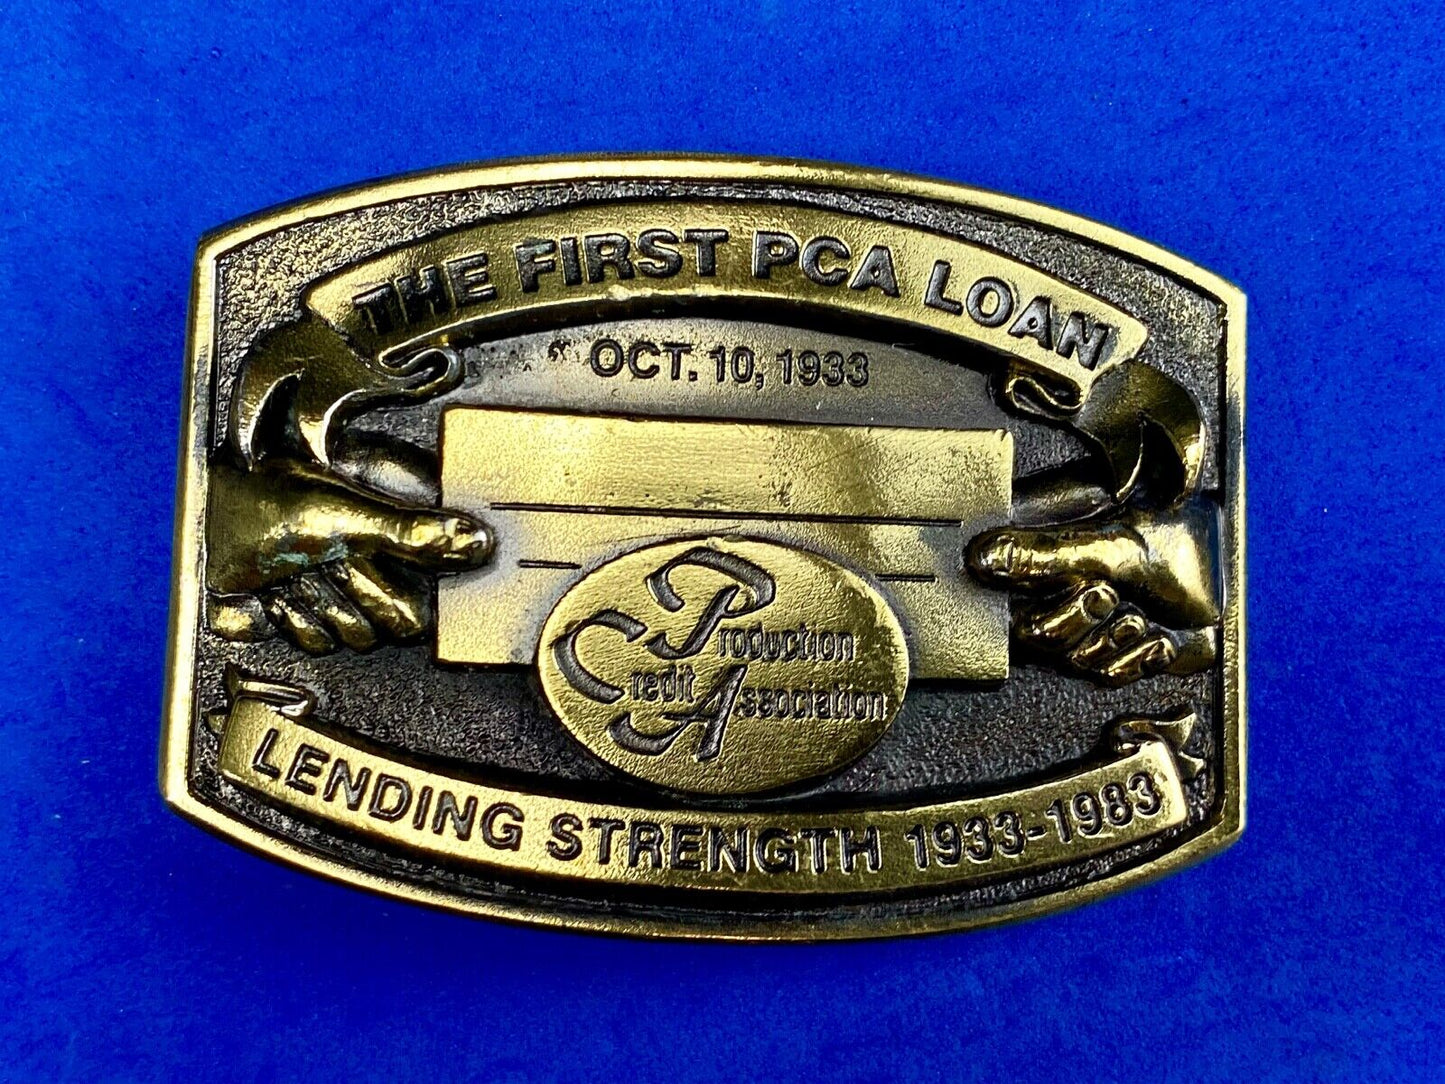 THE FIRST PCA LOAN
OCT. 10, 1933
Production
Credit
Association
LENDING STRENGTH 1933-1983